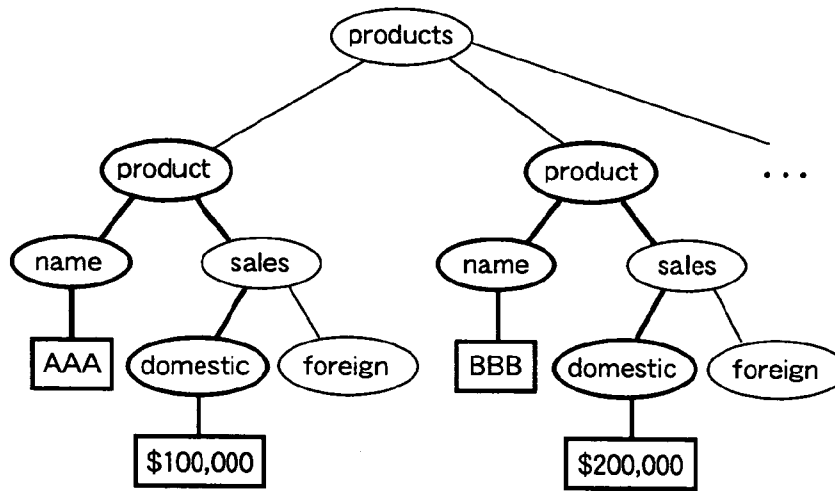 products
product
product
...
name
sales
name
sales
AAA
domestic
foreign
BBB
domestic
foreign
$100,000
$200,000